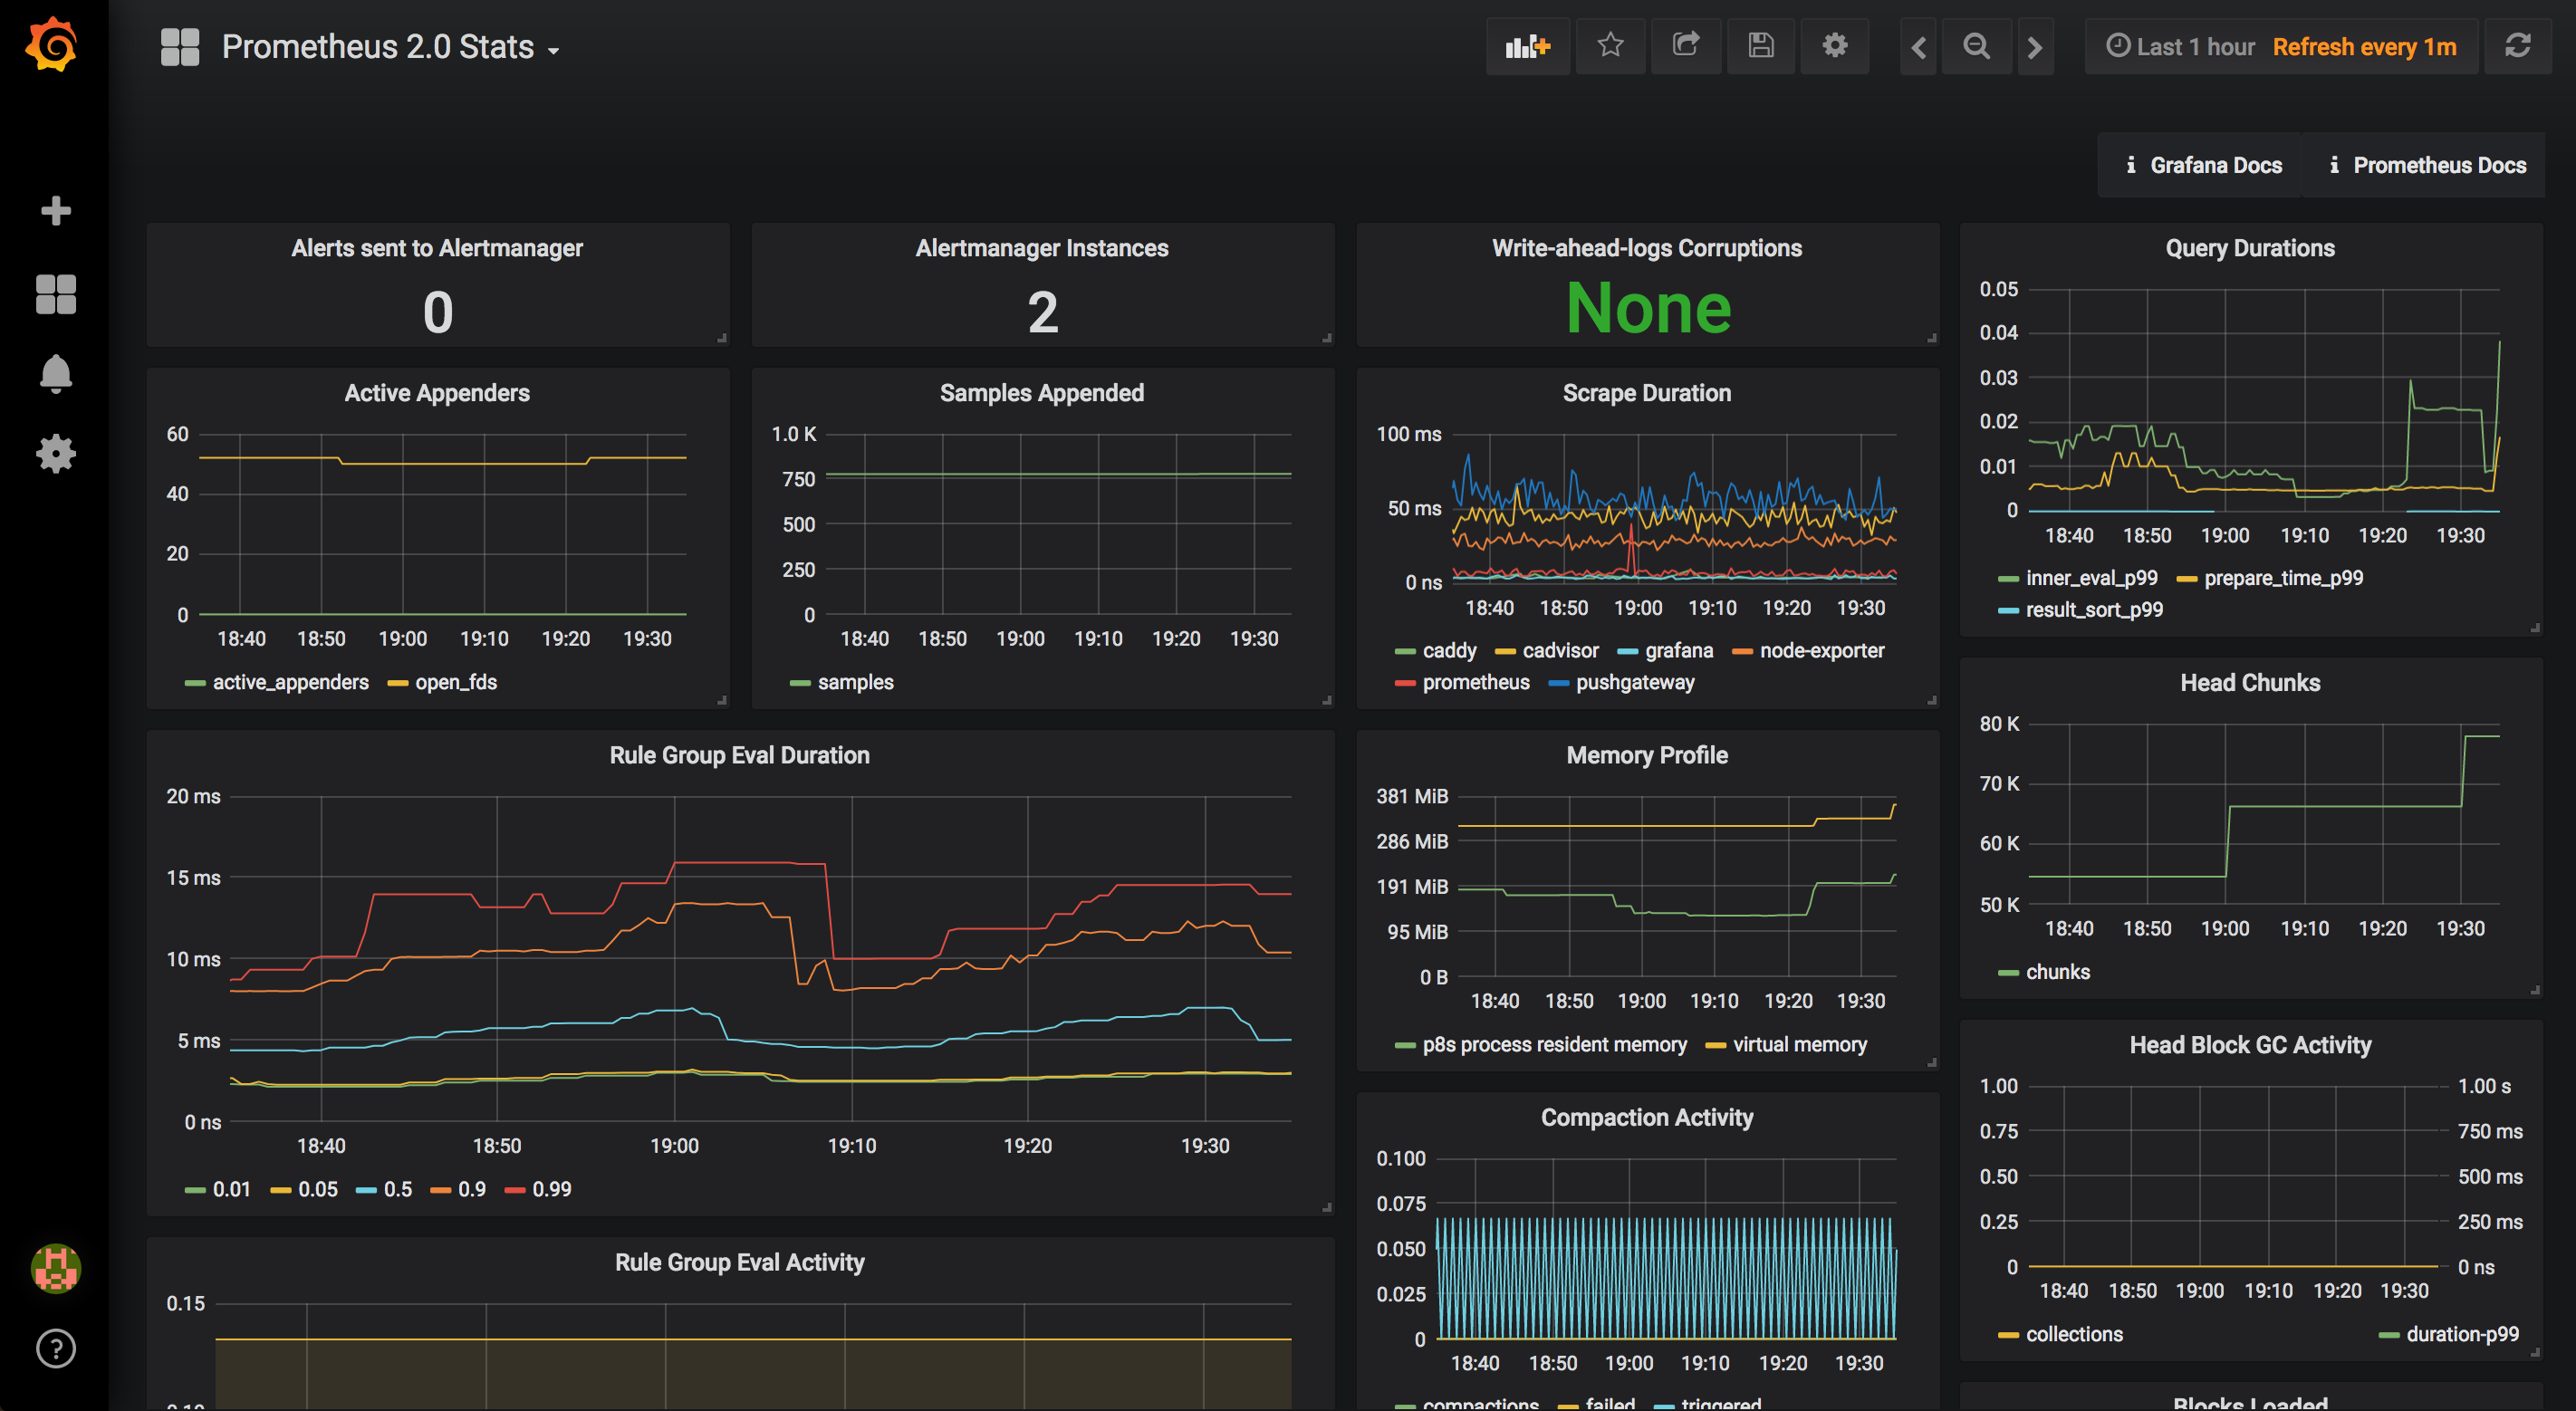 Prometheus 2.0 Stats
Last 1 hour Refresh every 1m
Grafana Docs
Prometheus Docs
Alerts sent to Alertmanager
0
Alertmanager Instances
2
Write-ahead-logs Corruptions
None
Query Durations
0.05
0.04
0.03
0.02
0.01
0
18:40 18:50 19:00 19:10 19:20 19:30
inner_eval_p99 prepare_time_p99
result_sort_p99
Active Appenders
60
40
20
0
18:40 18:50 19:00 19:10 19:20 19:30
active_appenders open_fds
Samples Appended
1.0 K
750
500
250
0
18:40 18:50 19:00 19:10 19:20 19:30
samples
Scrape Duration
100 ms
50 ms
0 ns
18:40 18:50 19:00 19:10 19:20 19:30
caddy cadvisor grafana node-exporter
prometheus pushgateway
Head Chunks
80 K
70 K
60 K
50 K
18:40 18:50 19:00 19:10 19:20 19:30
chunks
Rule Group Eval Duration
20 ms
15 ms
10 ms
5 ms
0 ns
18:40 18:50 19:00 19:10 19:20 19:30
0.01 0.05 0.5 0.9 0.99
Memory Profile
381 MiB
286 MiB
191 MiB
95 MiB
0 B
18:40 18:50 19:00 19:10 19:20 19:30
p8s process resident memory virtual memory
Head Block GC Activity
1.00 1.00 s
0.75 750 ms
0.50 500 ms
0.25 250 ms
0 0 ns
18:40 18:50 19:00 19:10 19:20 19:30
collections duration-p99
Compaction Activity
0.100
0.075
0.050
0.025
0
18:40 18:50 19:00 19:10 19:20 19:30
compactions failed triggered
Rule Group Eval Activity
0.15
0.10
Blocks Loaded